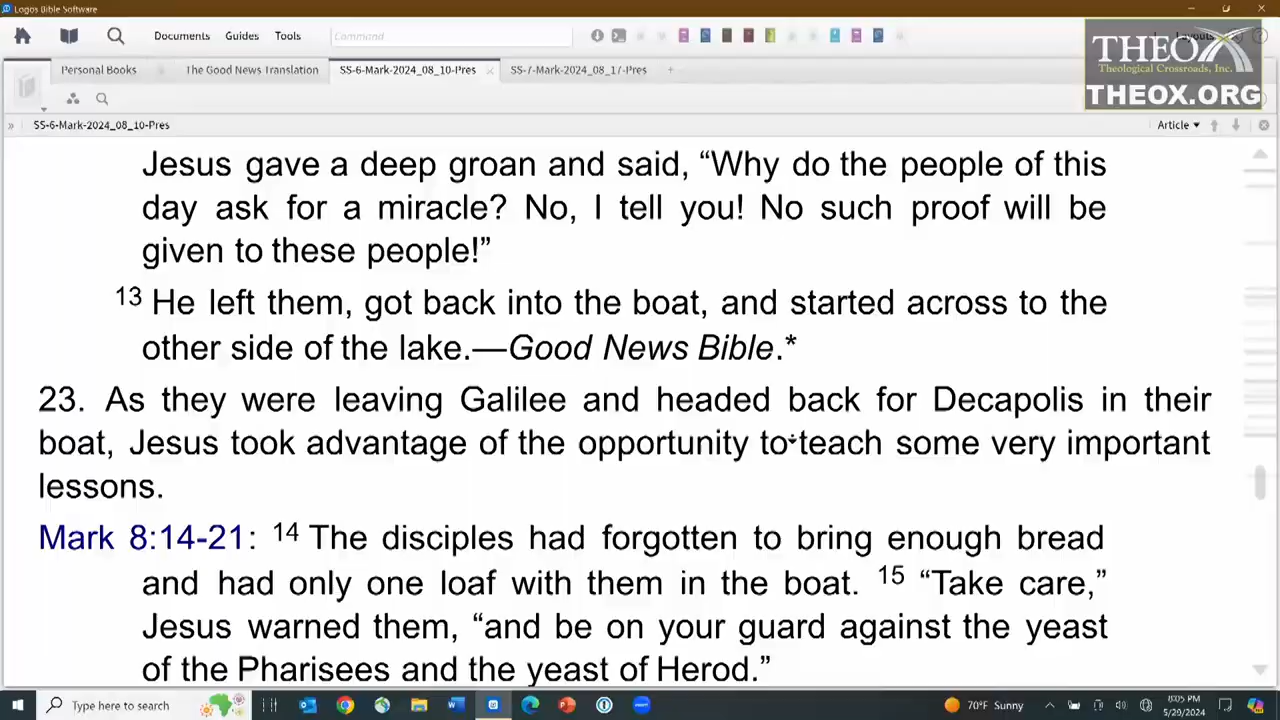 Logos Bible Software
Documents Guides Tools Command
THEOX
Theological Crossroads, Inc.
THEOX.ORG
Personal Books The Good News Translation SS-6-Mark-2024_08_10-Pres SS-7-Mark-2024_08_17-Pres
SS-6-Mark-2024_08_10-Pres Article
Jesus gave a deep groan and said, “Why do the people of this
day ask for a miracle? No, I tell you! No such proof will be
given to these people!”
13 He left them, got back into the boat, and started across to the
other side of the lake.—Good News Bible.*
23. As they were leaving Galilee and headed back for Decapolis in their
boat, Jesus took advantage of the opportunity to teach some very important
lessons.
Mark 8:14-21: 14 The disciples had forgotten to bring enough bread
and had only one loaf with them in the boat. 15 “Take care,”
Jesus warned them, “and be on your guard against the yeast
of the Pharisees and the yeast of Herod.”
Type here to search 70°F Sunny 8:05 PM
5/29/2024